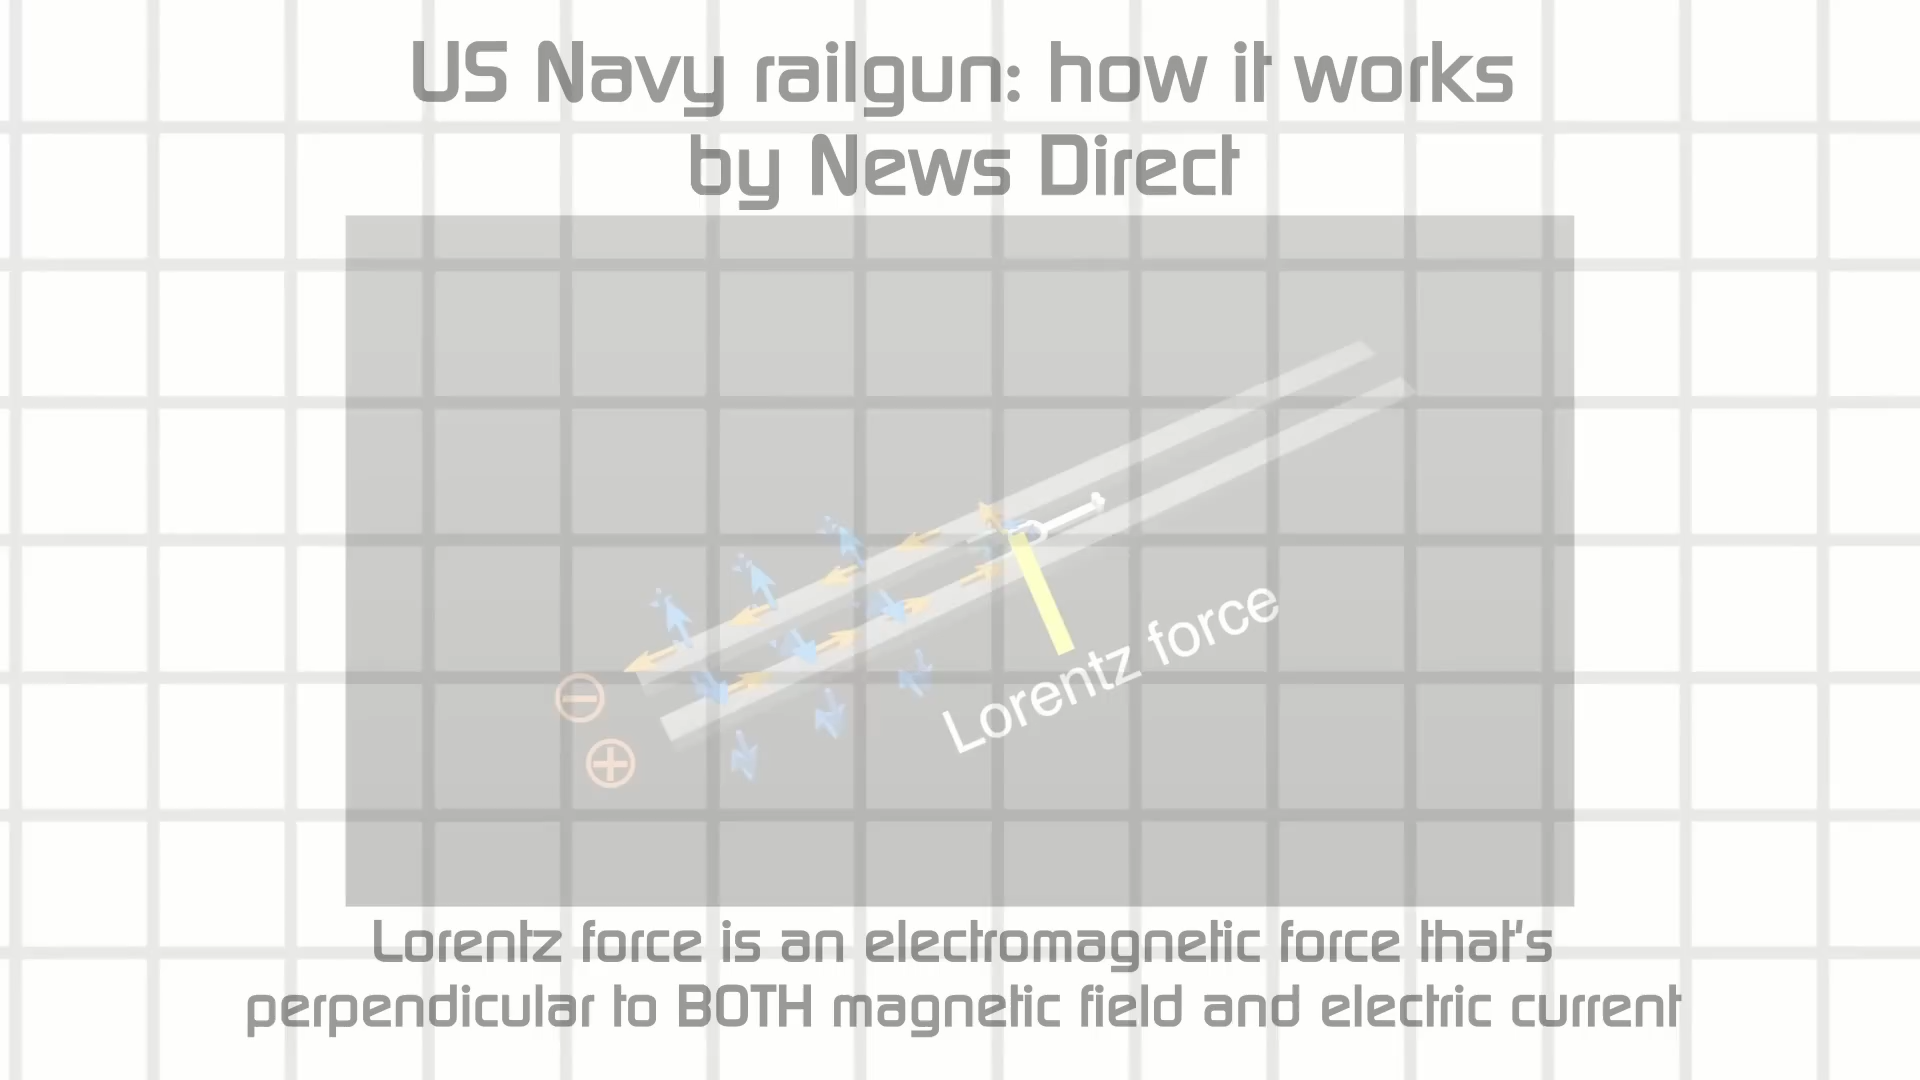 US Navy railgun: how it works
by News Direct
Lorentz force
Lorentz force is an electromagnetic force that's
perpendicular to BOTH magnetic field and electric current